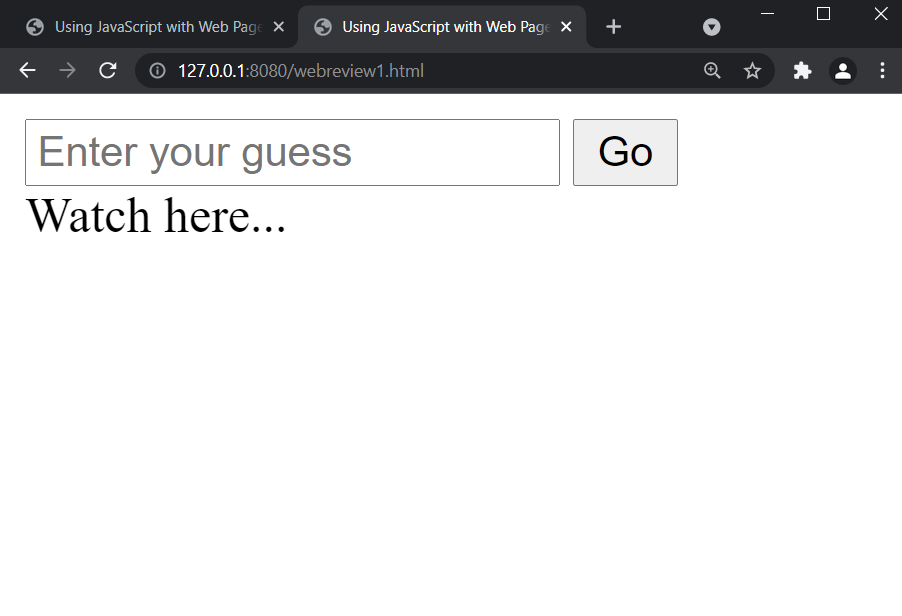 Using JavaScript with Web Page
Using JavaScript with Web Page
127.0.0.1:8080/webreview1.html
Enter your guess
Go
Watch here...